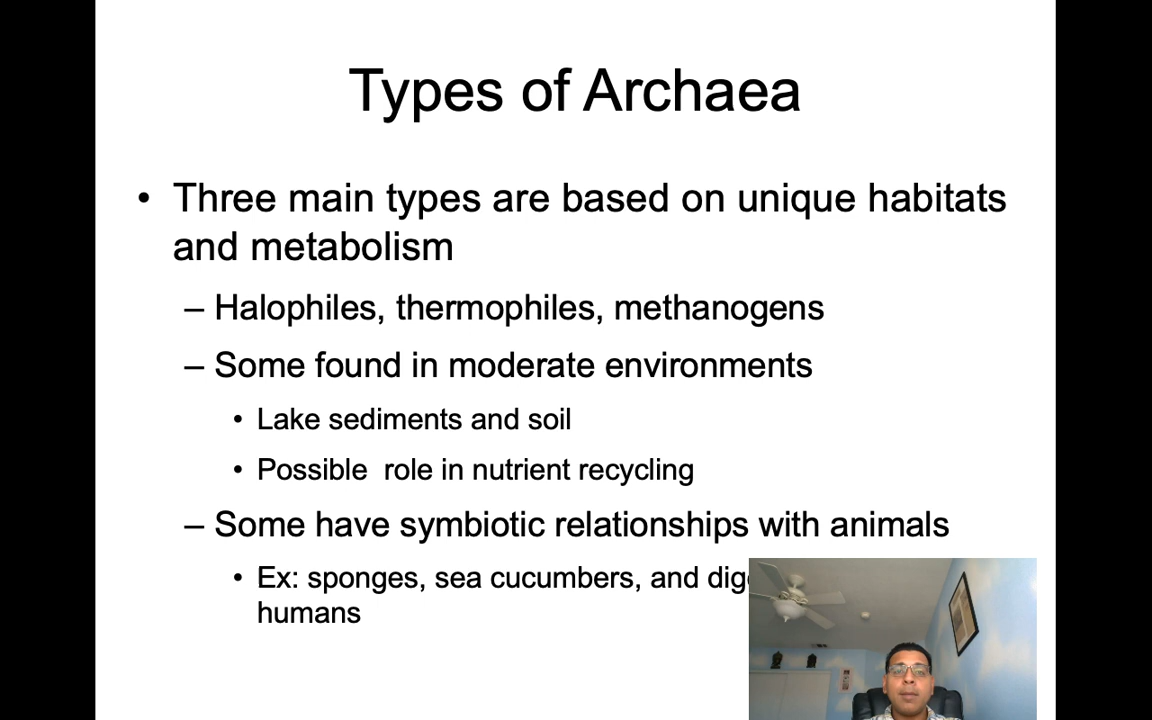 Types of Archaea
• Three main types are based on unique habitats
and metabolism
– Halophiles, thermophiles, methanogens
– Some found in moderate environments
• Lake sediments and soil
• Possible  role in nutrient recycling
– Some have symbiotic relationships with animals
• Ex: sponges, sea cucumbers, and
humans